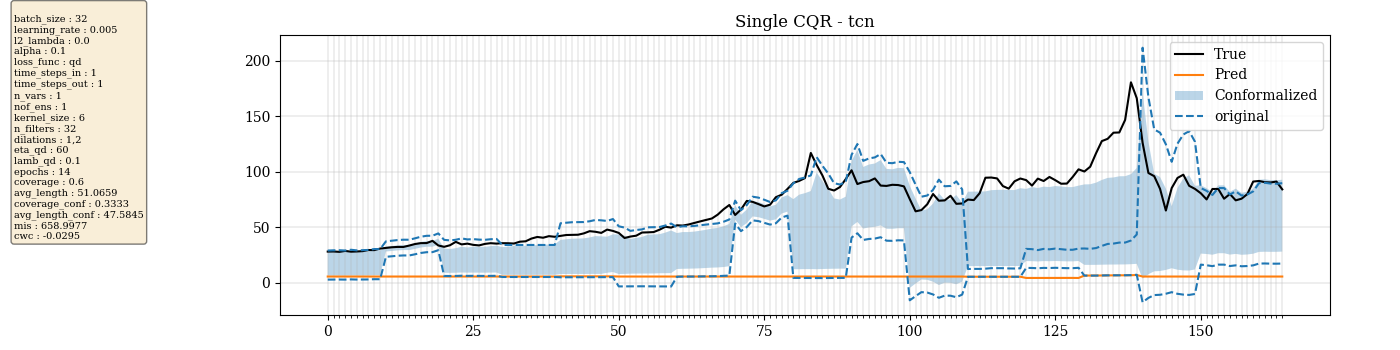 batch_size : 32
learning_rate : 0.005
l2_lambda : 0.0
alpha : 0.1
loss_func : qd
time_steps_in : 1
time_steps_out : 1
n_vars : 1
nof_ens : 1
kernel_size : 6
n_filters : 32
dilations : 1,2
eta_qd : 60
lamb_qd : 0.1
epochs : 14
coverage : 0.6
avg_length : 51.0659
coverage_conf : 0.3333
avg_length_conf : 47.5845
mis : 658.9977
cwc : -0.0295
Single CQR - tcn
200
150
100
50
0
True
Pred
Conformalized
original
0 25 50 75 100 125 150